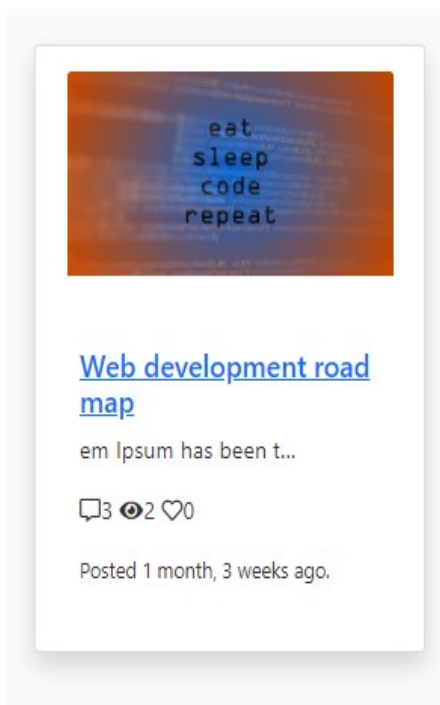 eat
sleep
code
repeat
Web development road
map
em Ipsum has been t...
3 2 0
Posted 1 month, 3 weeks ago.